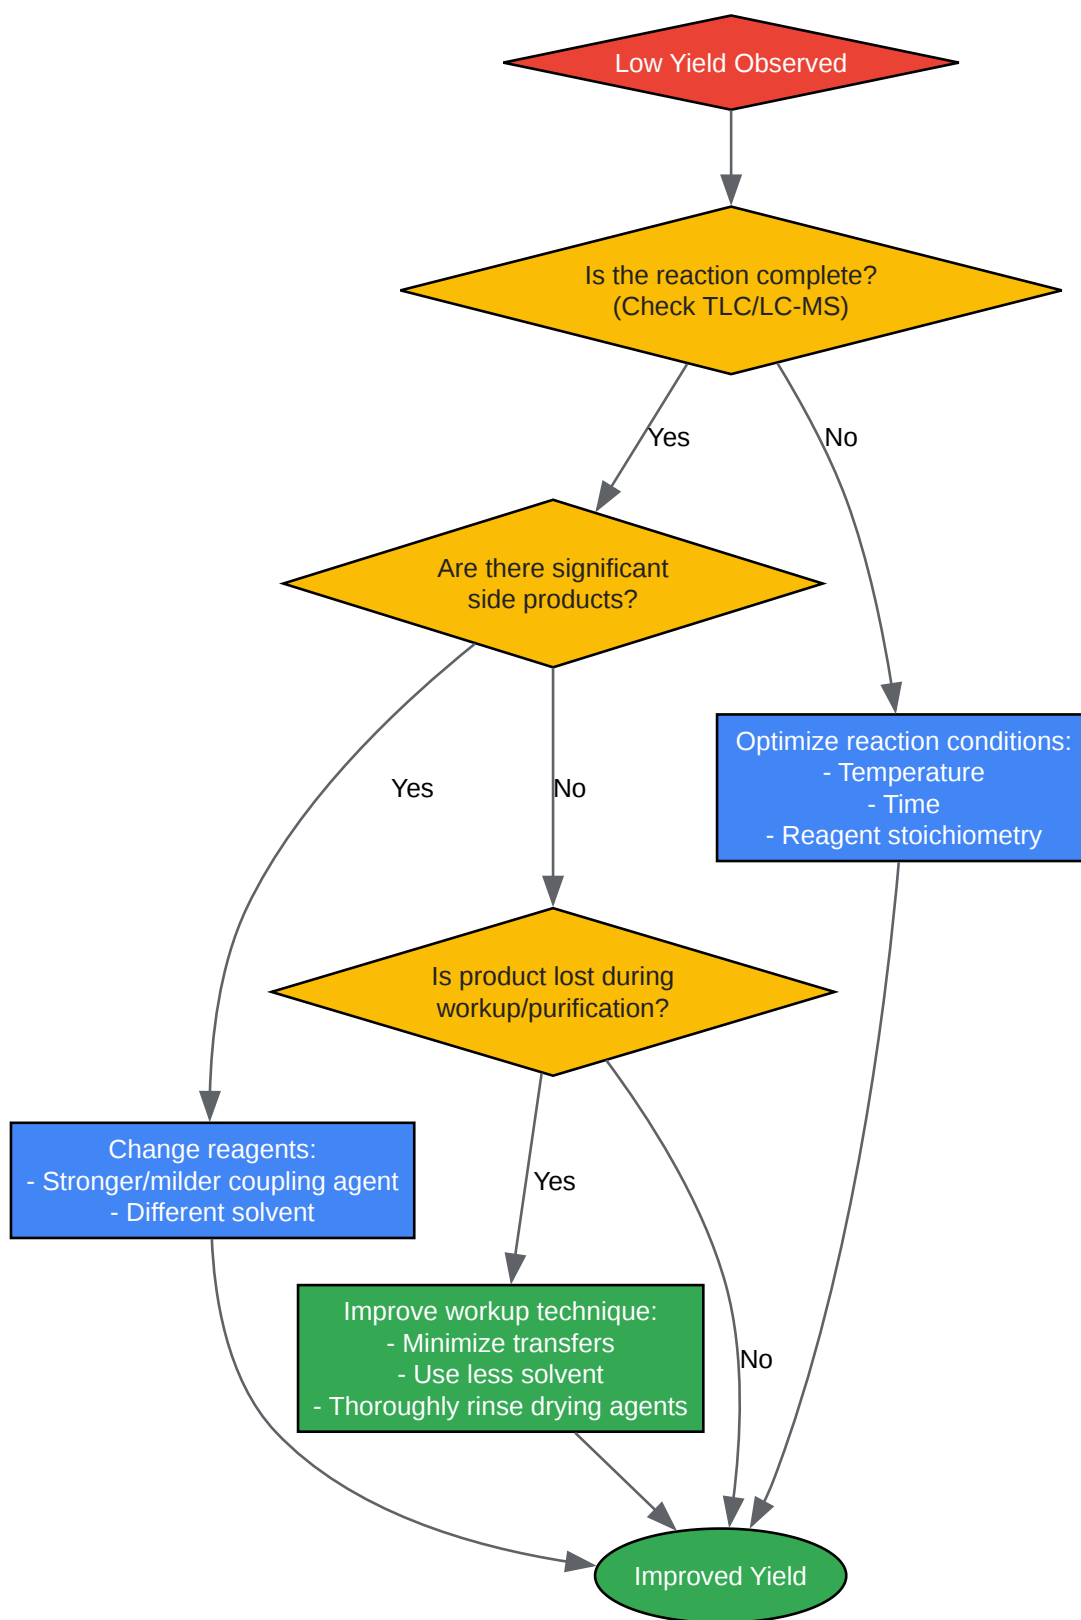 Low Yield Observed
Is the reaction complete?
(Check TLC/LC-MS)
Yes
No
Are there significant
side products?
Optimize reaction conditions:
- Temperature
- Time
- Reagent stoichiometry
Yes
No
Is product lost during
workup/purification?
Change reagents:
- Stronger/milder coupling agent
- Different solvent
Yes
Improve workup technique:
- Minimize transfers
- Use less solvent
- Thoroughly rinse drying agents
No
Improved Yield